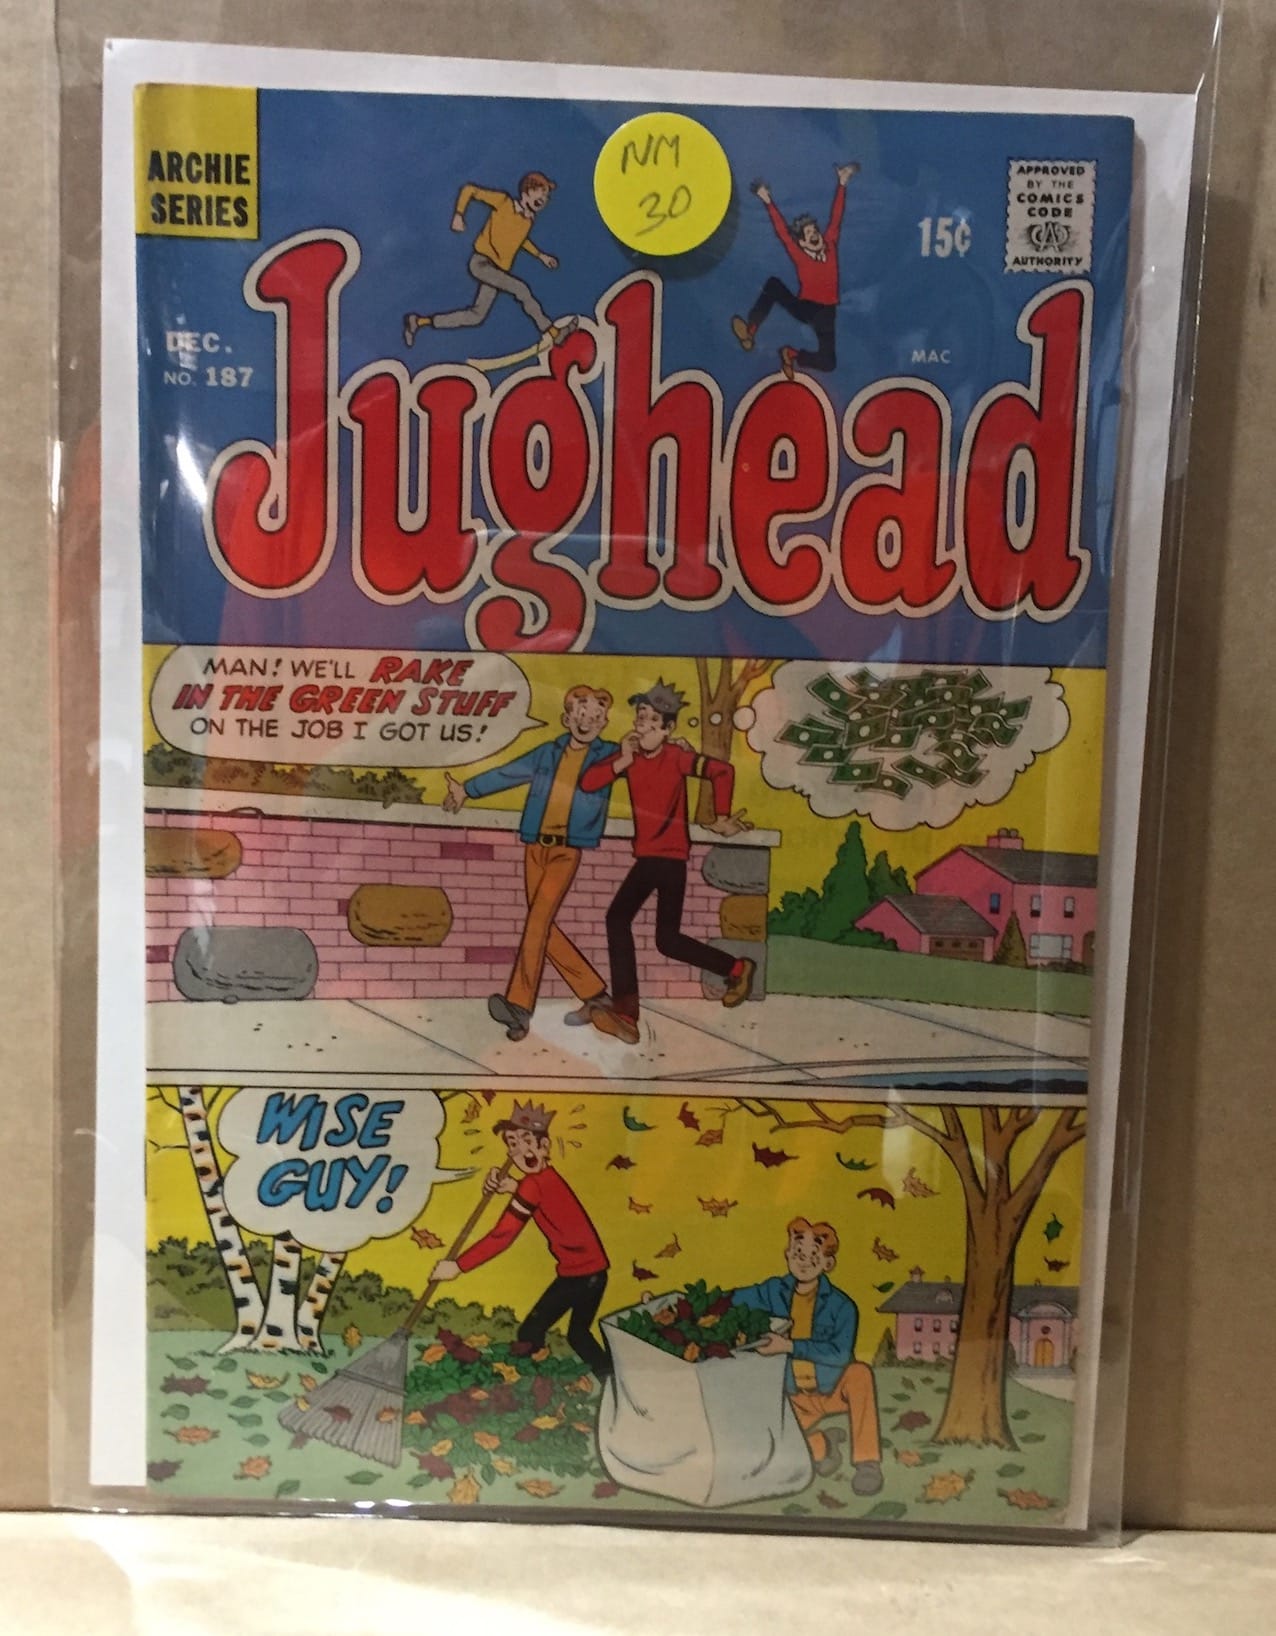 ARCHIE
SERIES
NM
30
15¢
APPROVED
BY THE
COMICS
CODE
CA
AUTHORITY
DEC.
NO. 187
MAC
Jughead
MAN! WE'LL RAKE
IN THE GREEN STUFF
ON THE JOB I GOT US!
WISE
GUY!